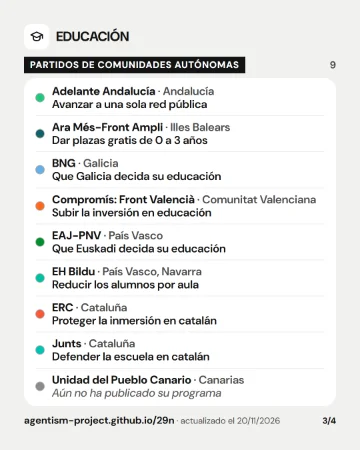 EDUCACIÓN
PARTIDOS DE COMUNIDADES AUTÓNOMAS 9
Adelante Andalucía · Andalucía
Avanzar a una sola red pública
Ara Més-Front Ampli · Illes Balears
Dar plazas gratis de 0 a 3 años
BNG · Galicia
Que Galicia decida su educación
Compromís: Front Valencià · Comunitat Valenciana
Subir la inversión en educación
EAJ-PNV · País Vasco
Que Euskadi decida su educación
EH Bildu · País Vasco, Navarra
Reducir los alumnos por aula
ERC · Cataluña
Proteger la inmersión en catalán
Junts · Cataluña
Defender la escuela en catalán
Unidad del Pueblo Canario · Canarias
Aún no ha publicado su programa
agentism-project.github.io/29n · actualizado el 20/11/2026 3/4